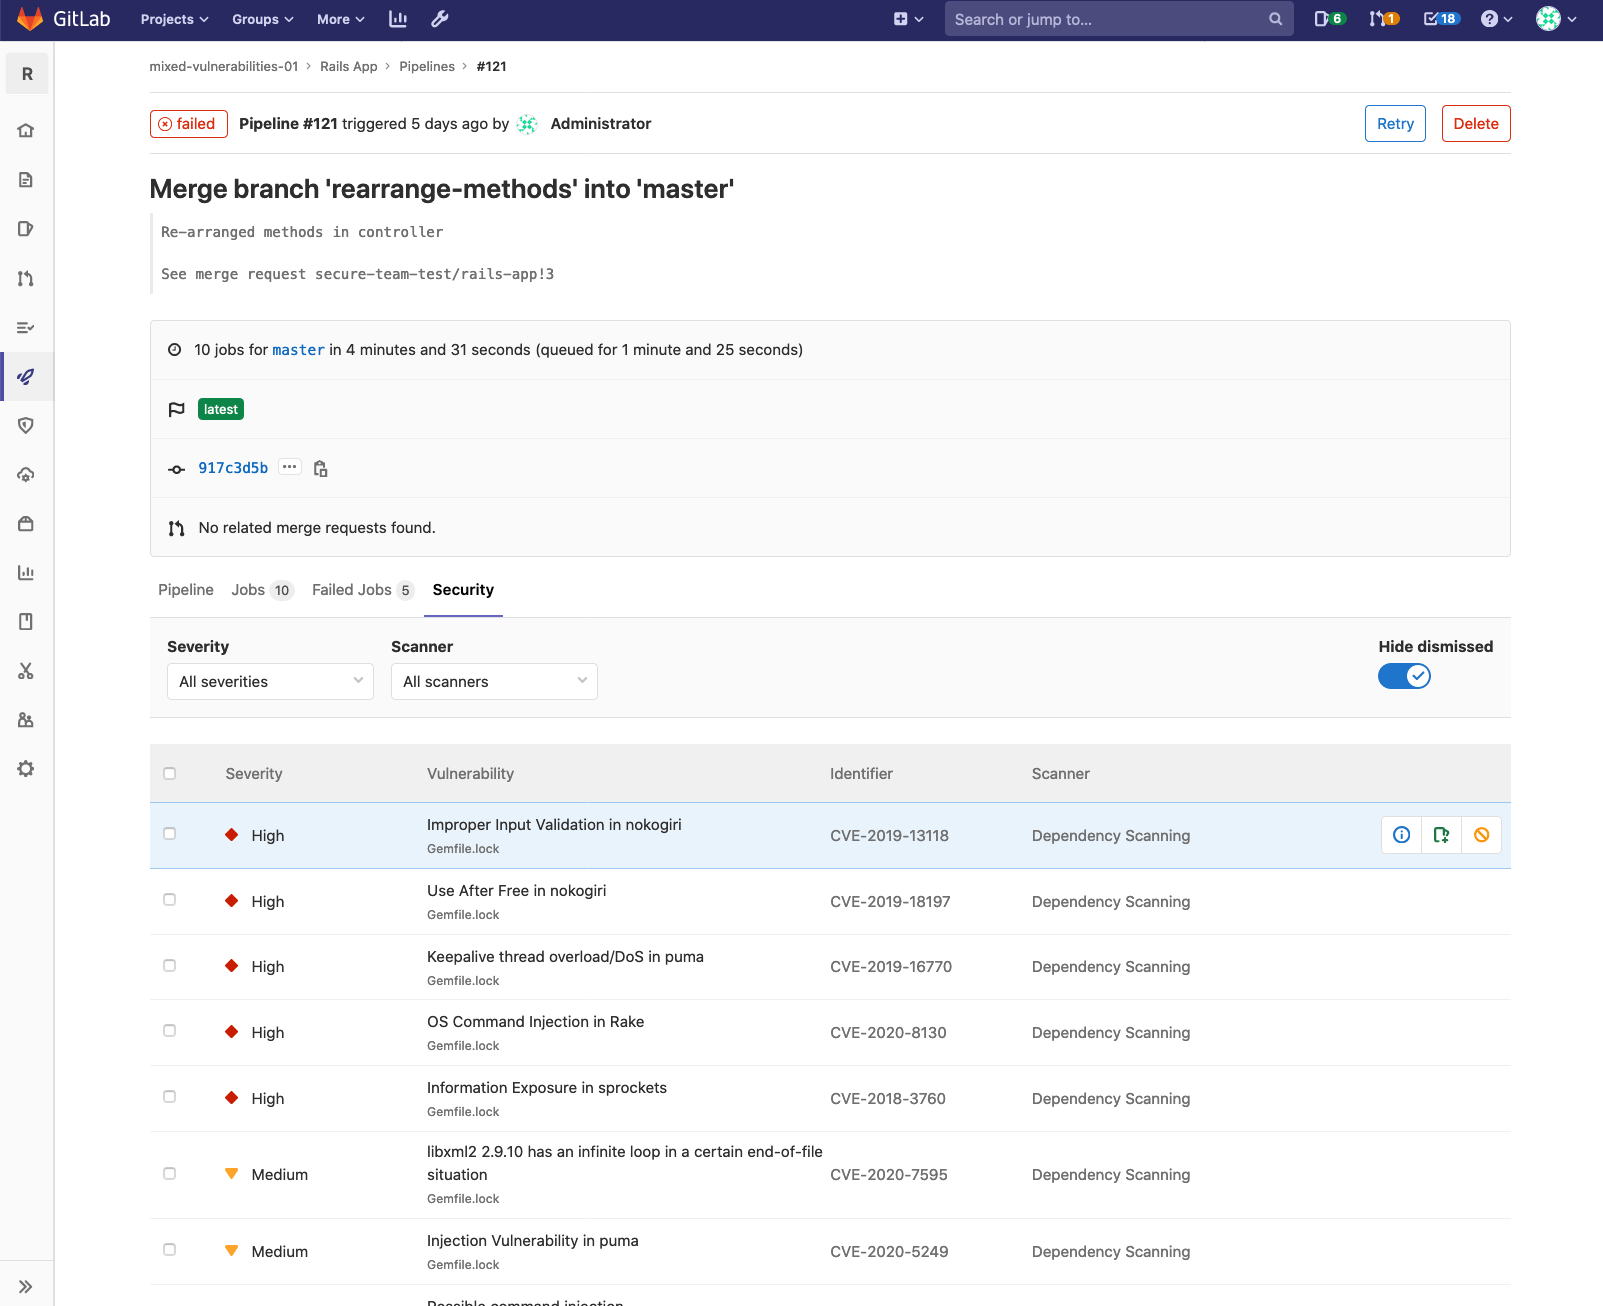 GitLab
Projects Groups More Search or jump to... 6 1 18
R
mixed-vulnerabilities-01 › Rails App › Pipelines › #121
failed Pipeline #121 triggered 5 days ago by Administrator Retry Delete
Merge branch 'rearrange-methods' into 'master'
Re-arranged methods in controller
See merge request secure-team-test/rails-app!3
10 jobs for master in 4 minutes and 31 seconds (queued for 1 minute and 25 seconds)
latest
917c3d5b ...
No related merge requests found.
Pipeline Jobs 10 Failed Jobs 5 Security
Severity Scanner Hide dismissed
All severities All scanners
Severity Vulnerability Identifier Scanner
High Improper Input Validation in nokogiri CVE-2019-13118 Dependency Scanning
Gemfile.lock
High Use After Free in nokogiri CVE-2019-18197 Dependency Scanning
Gemfile.lock
High Keepalive thread overload/DoS in puma CVE-2019-16770 Dependency Scanning
Gemfile.lock
High OS Command Injection in Rake CVE-2020-8130 Dependency Scanning
Gemfile.lock
High Information Exposure in sprockets CVE-2018-3760 Dependency Scanning
Gemfile.lock
libxml2 2.9.10 has an infinite loop in a certain end-of-file
Medium situation CVE-2020-7595 Dependency Scanning
Gemfile.lock
Medium Injection Vulnerability in puma CVE-2020-5249 Dependency Scanning
Gemfile.lock
Possible command injection